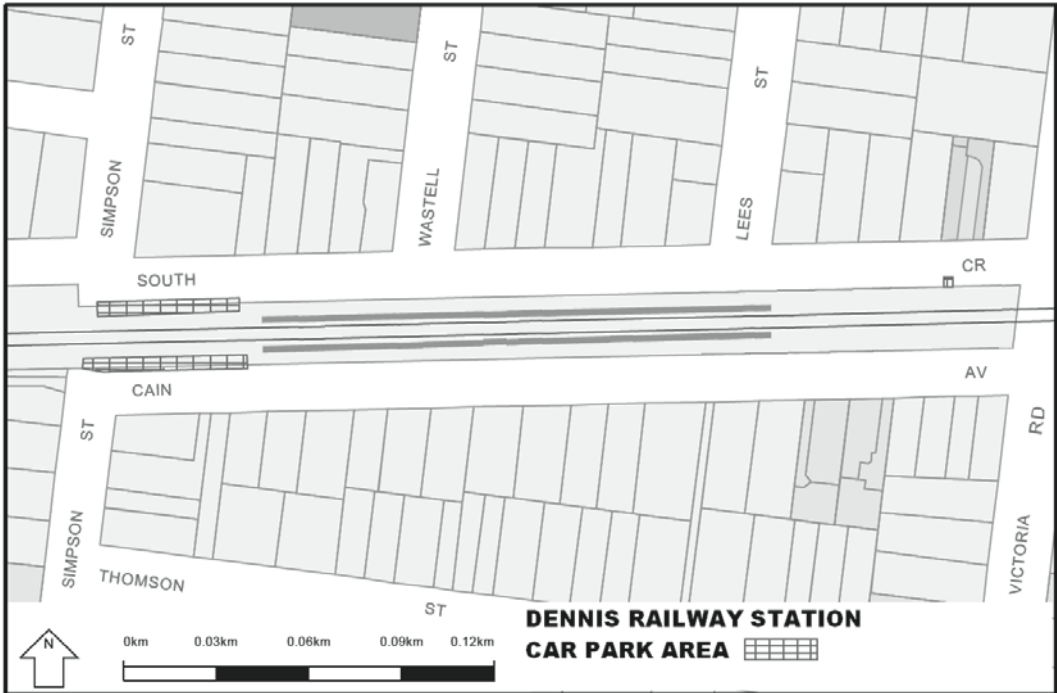 ST
ST
ST
SIMPSON
WASTELL
LEES
SOUTH
CR
CAIN
AV
ST
RD
SIMPSON
VICTORIA
THOMSON
ST
N
0km 0.03km 0.06km 0.09km 0.12km
DENNIS RAILWAY STATION
CAR PARK AREA